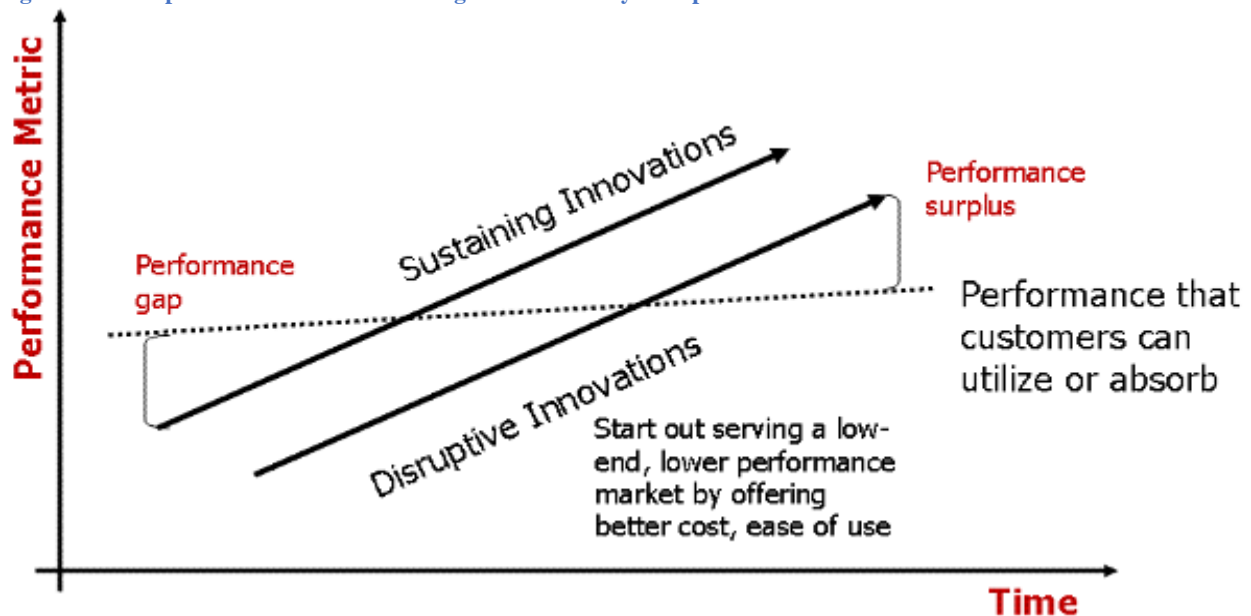 Performance Metric
Sustaining Innovations
Performance
surplus
Performance
gap
Performance that
customers can
utilize or absorb
Disruptive Innovations
Start out serving a low-
end, lower performance
market by offering
better cost, ease of use
Time